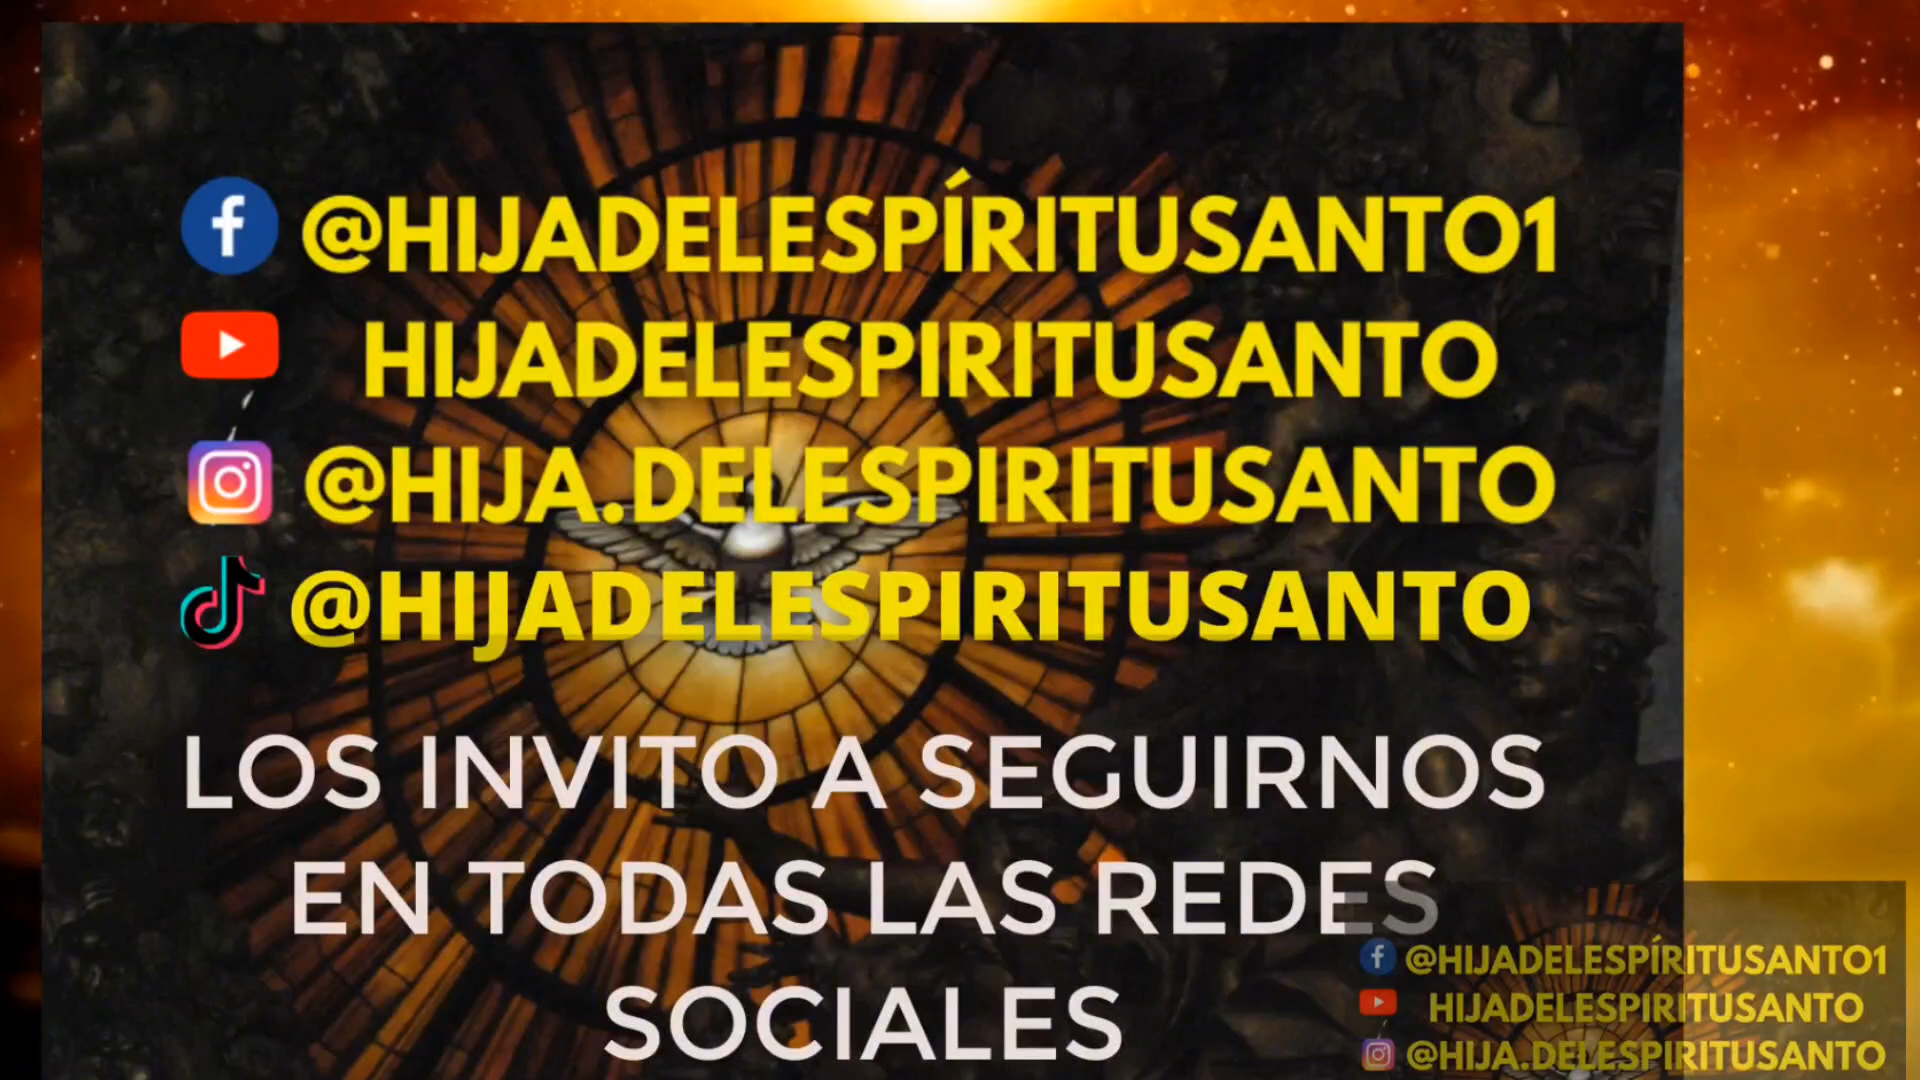 @HIJADELESPÍRITUSANTO1
HIJADELESPIRITUSANTO
@HIJA.DELESPIRITUSANTO
@HIJADELESPIRITUSANTO
LOS INVITO A SEGUIRNOS
EN TODAS LAS REDES
SOCIALES
@HIJADELESPÍRITUSANTO1
HIJADELESPIRITUSANTO
@HIJA.DELESPIRITUSANTO